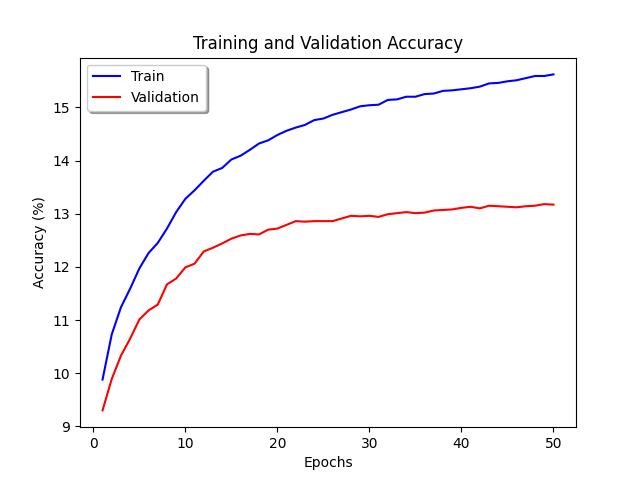 Training and Validation Accuracy
Train
Validation
15
14
13
12
11
10
9
Accuracy (%)
0 10 20 30 40 50
Epochs